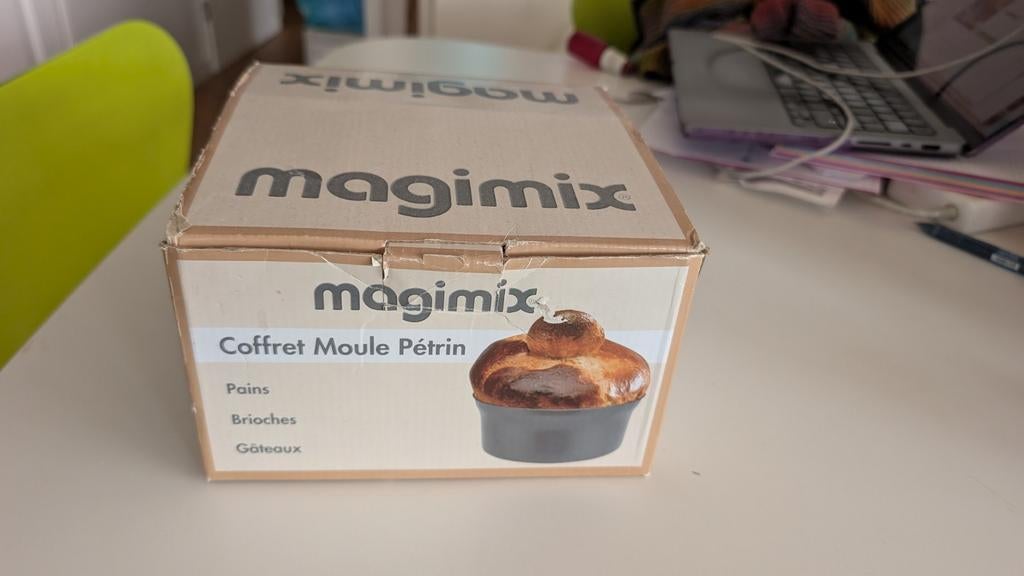 magimix
magimix®
magimix
Coffret Moule Pétrin
Pains
Brioches
Gâteaux